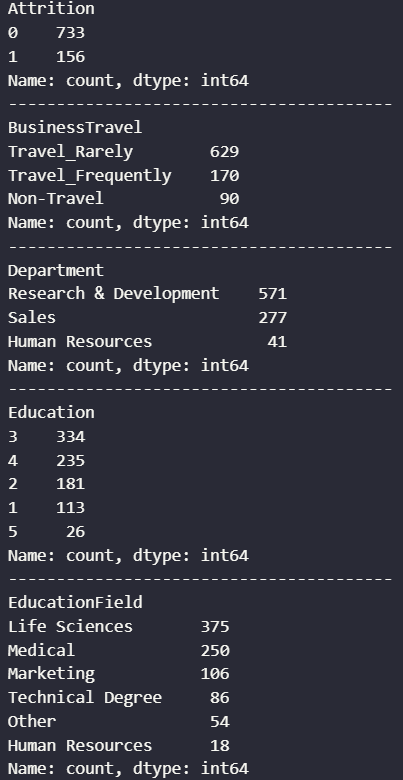 Attrition
0    733
1    156
Name: count, dtype: int64
----------------------------------------
BusinessTravel
Travel_Rarely        629
Travel_Frequently    170
Non-Travel            90
Name: count, dtype: int64
----------------------------------------
Department
Research & Development    571
Sales                     277
Human Resources            41
Name: count, dtype: int64
----------------------------------------
Education
3    334
4    235
2    181
1    113
5     26
Name: count, dtype: int64
----------------------------------------
EducationField
Life Sciences       375
Medical             250
Marketing           106
Technical Degree     86
Other                54
Human Resources      18
Name: count, dtype: int64